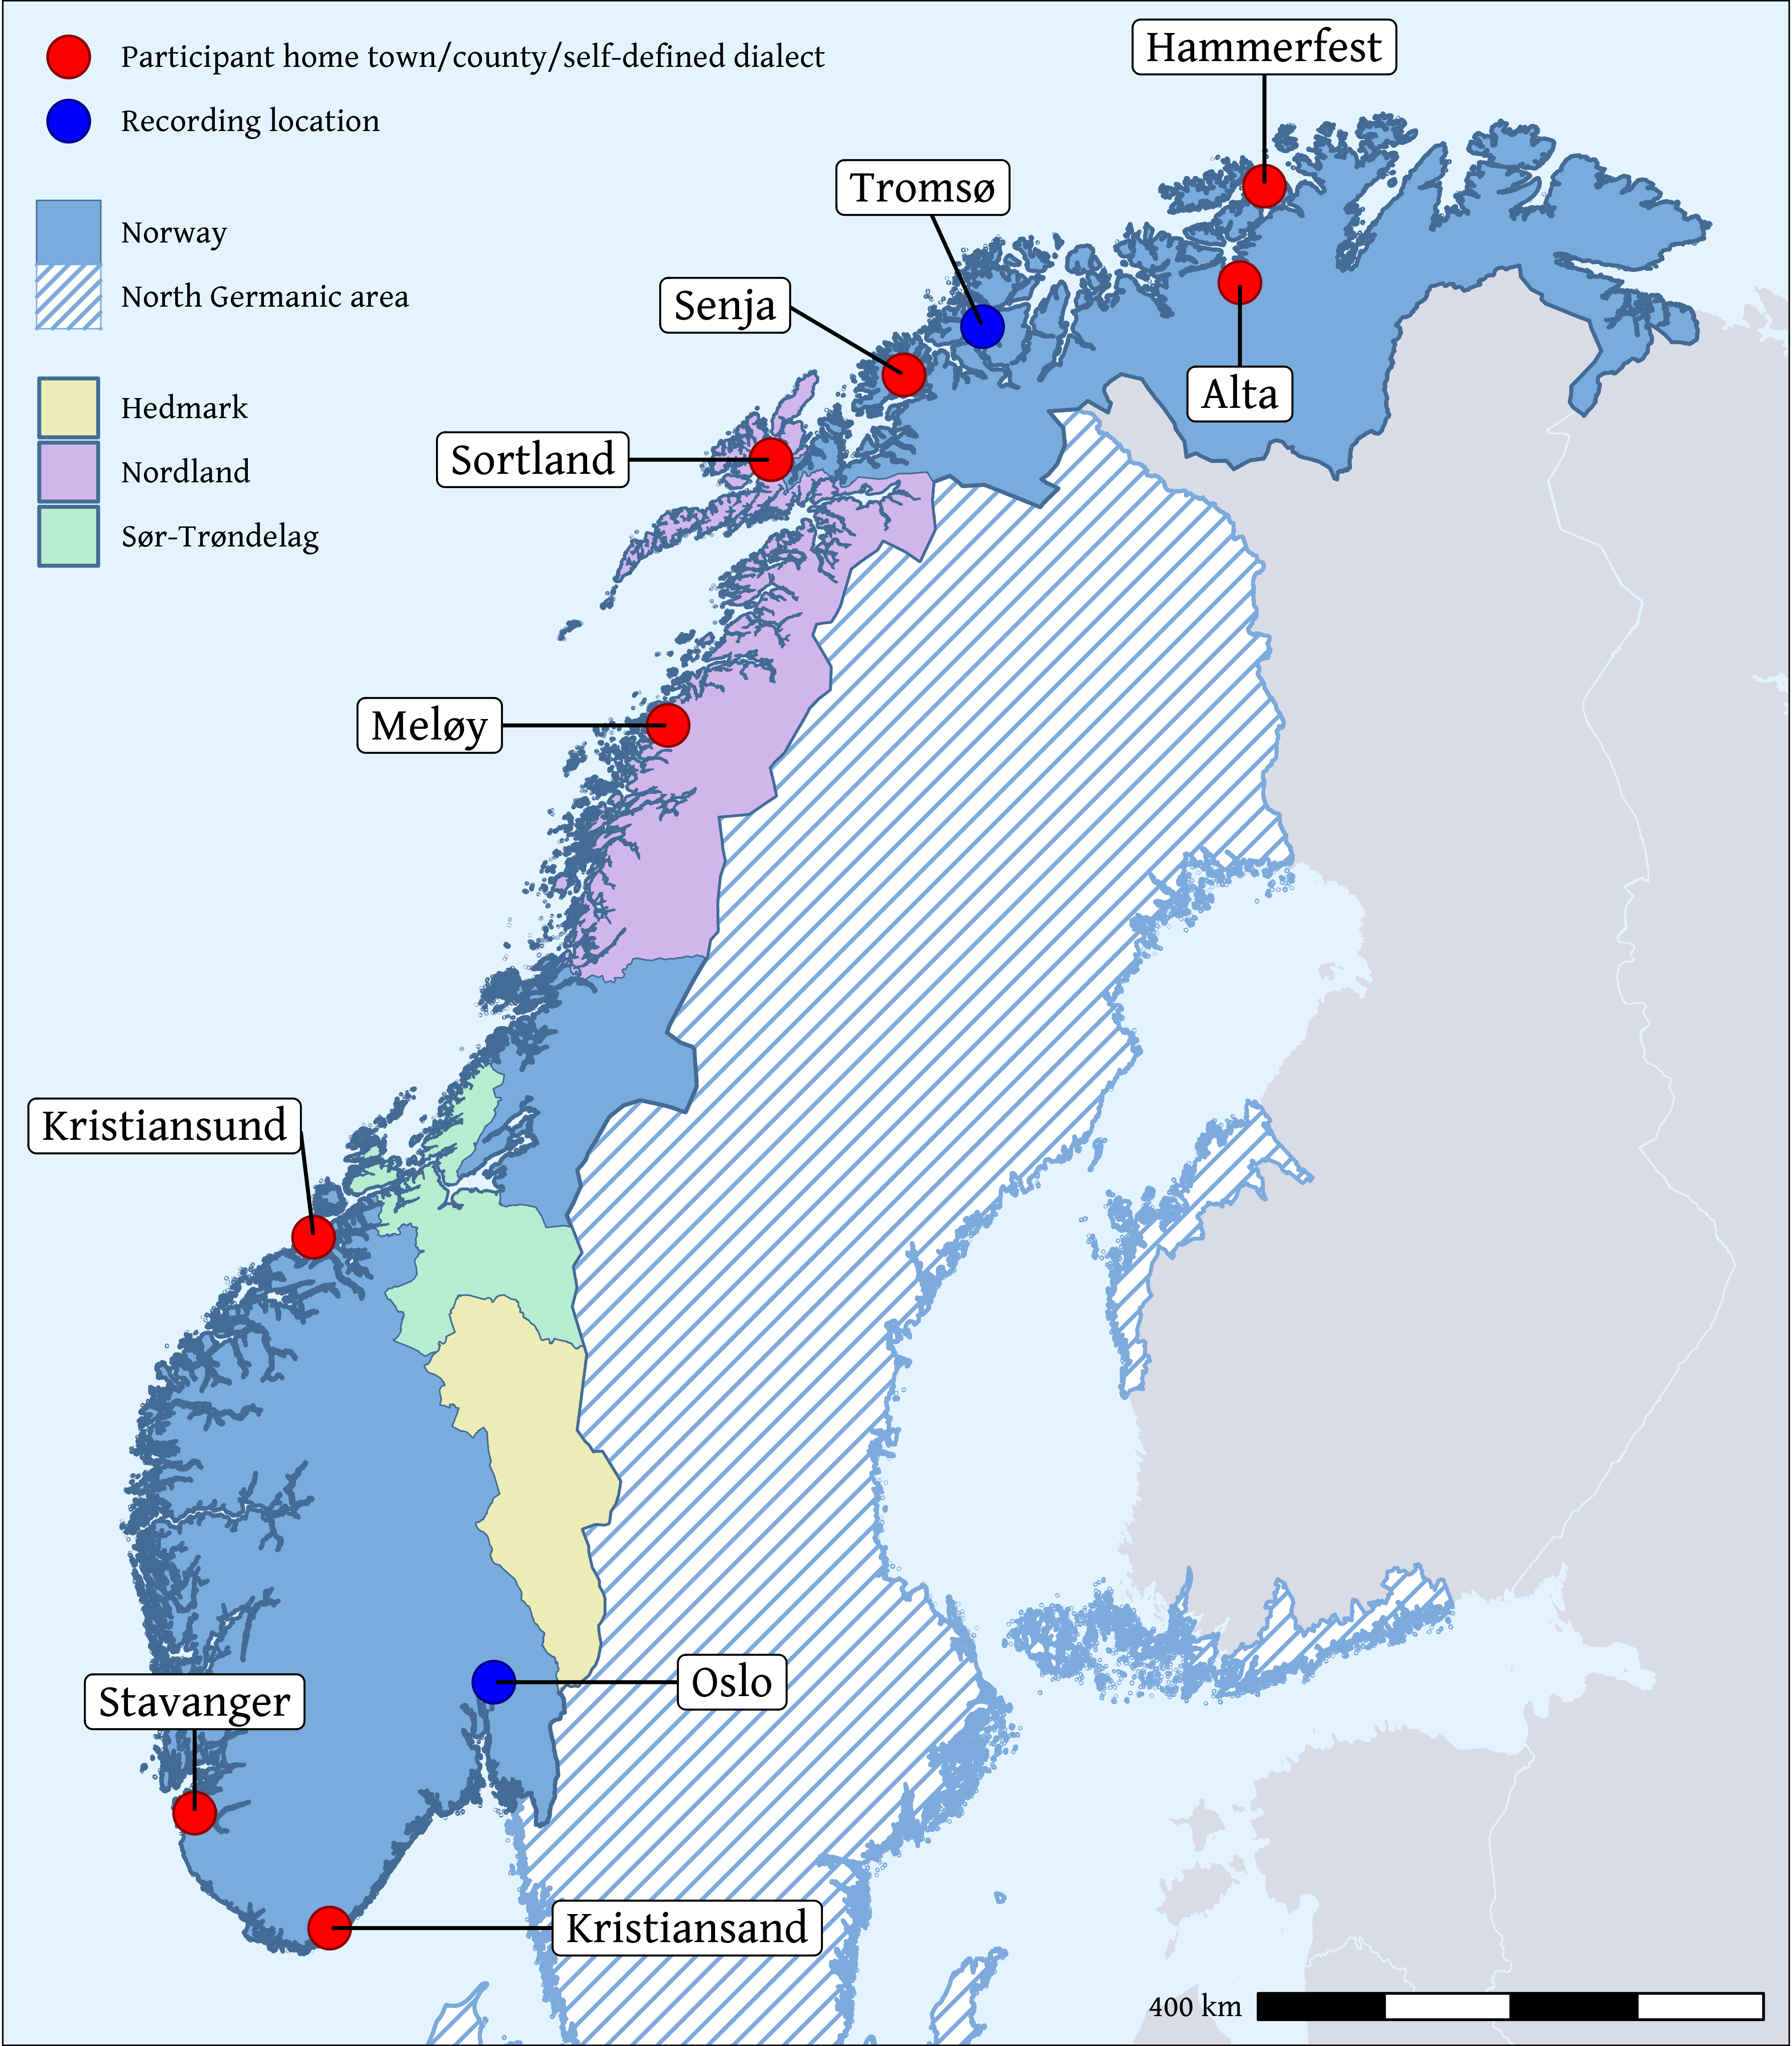 Participant home town/county/self-defined dialect
Recording location
Norway
North Germanic area
Hedmark
Nordland
Sør-Trøndelag
Hammerfest
Tromsø
Senja
Alta
Sortland
Meløy
Kristiansund
Oslo
Stavanger
Kristiansand
400 km